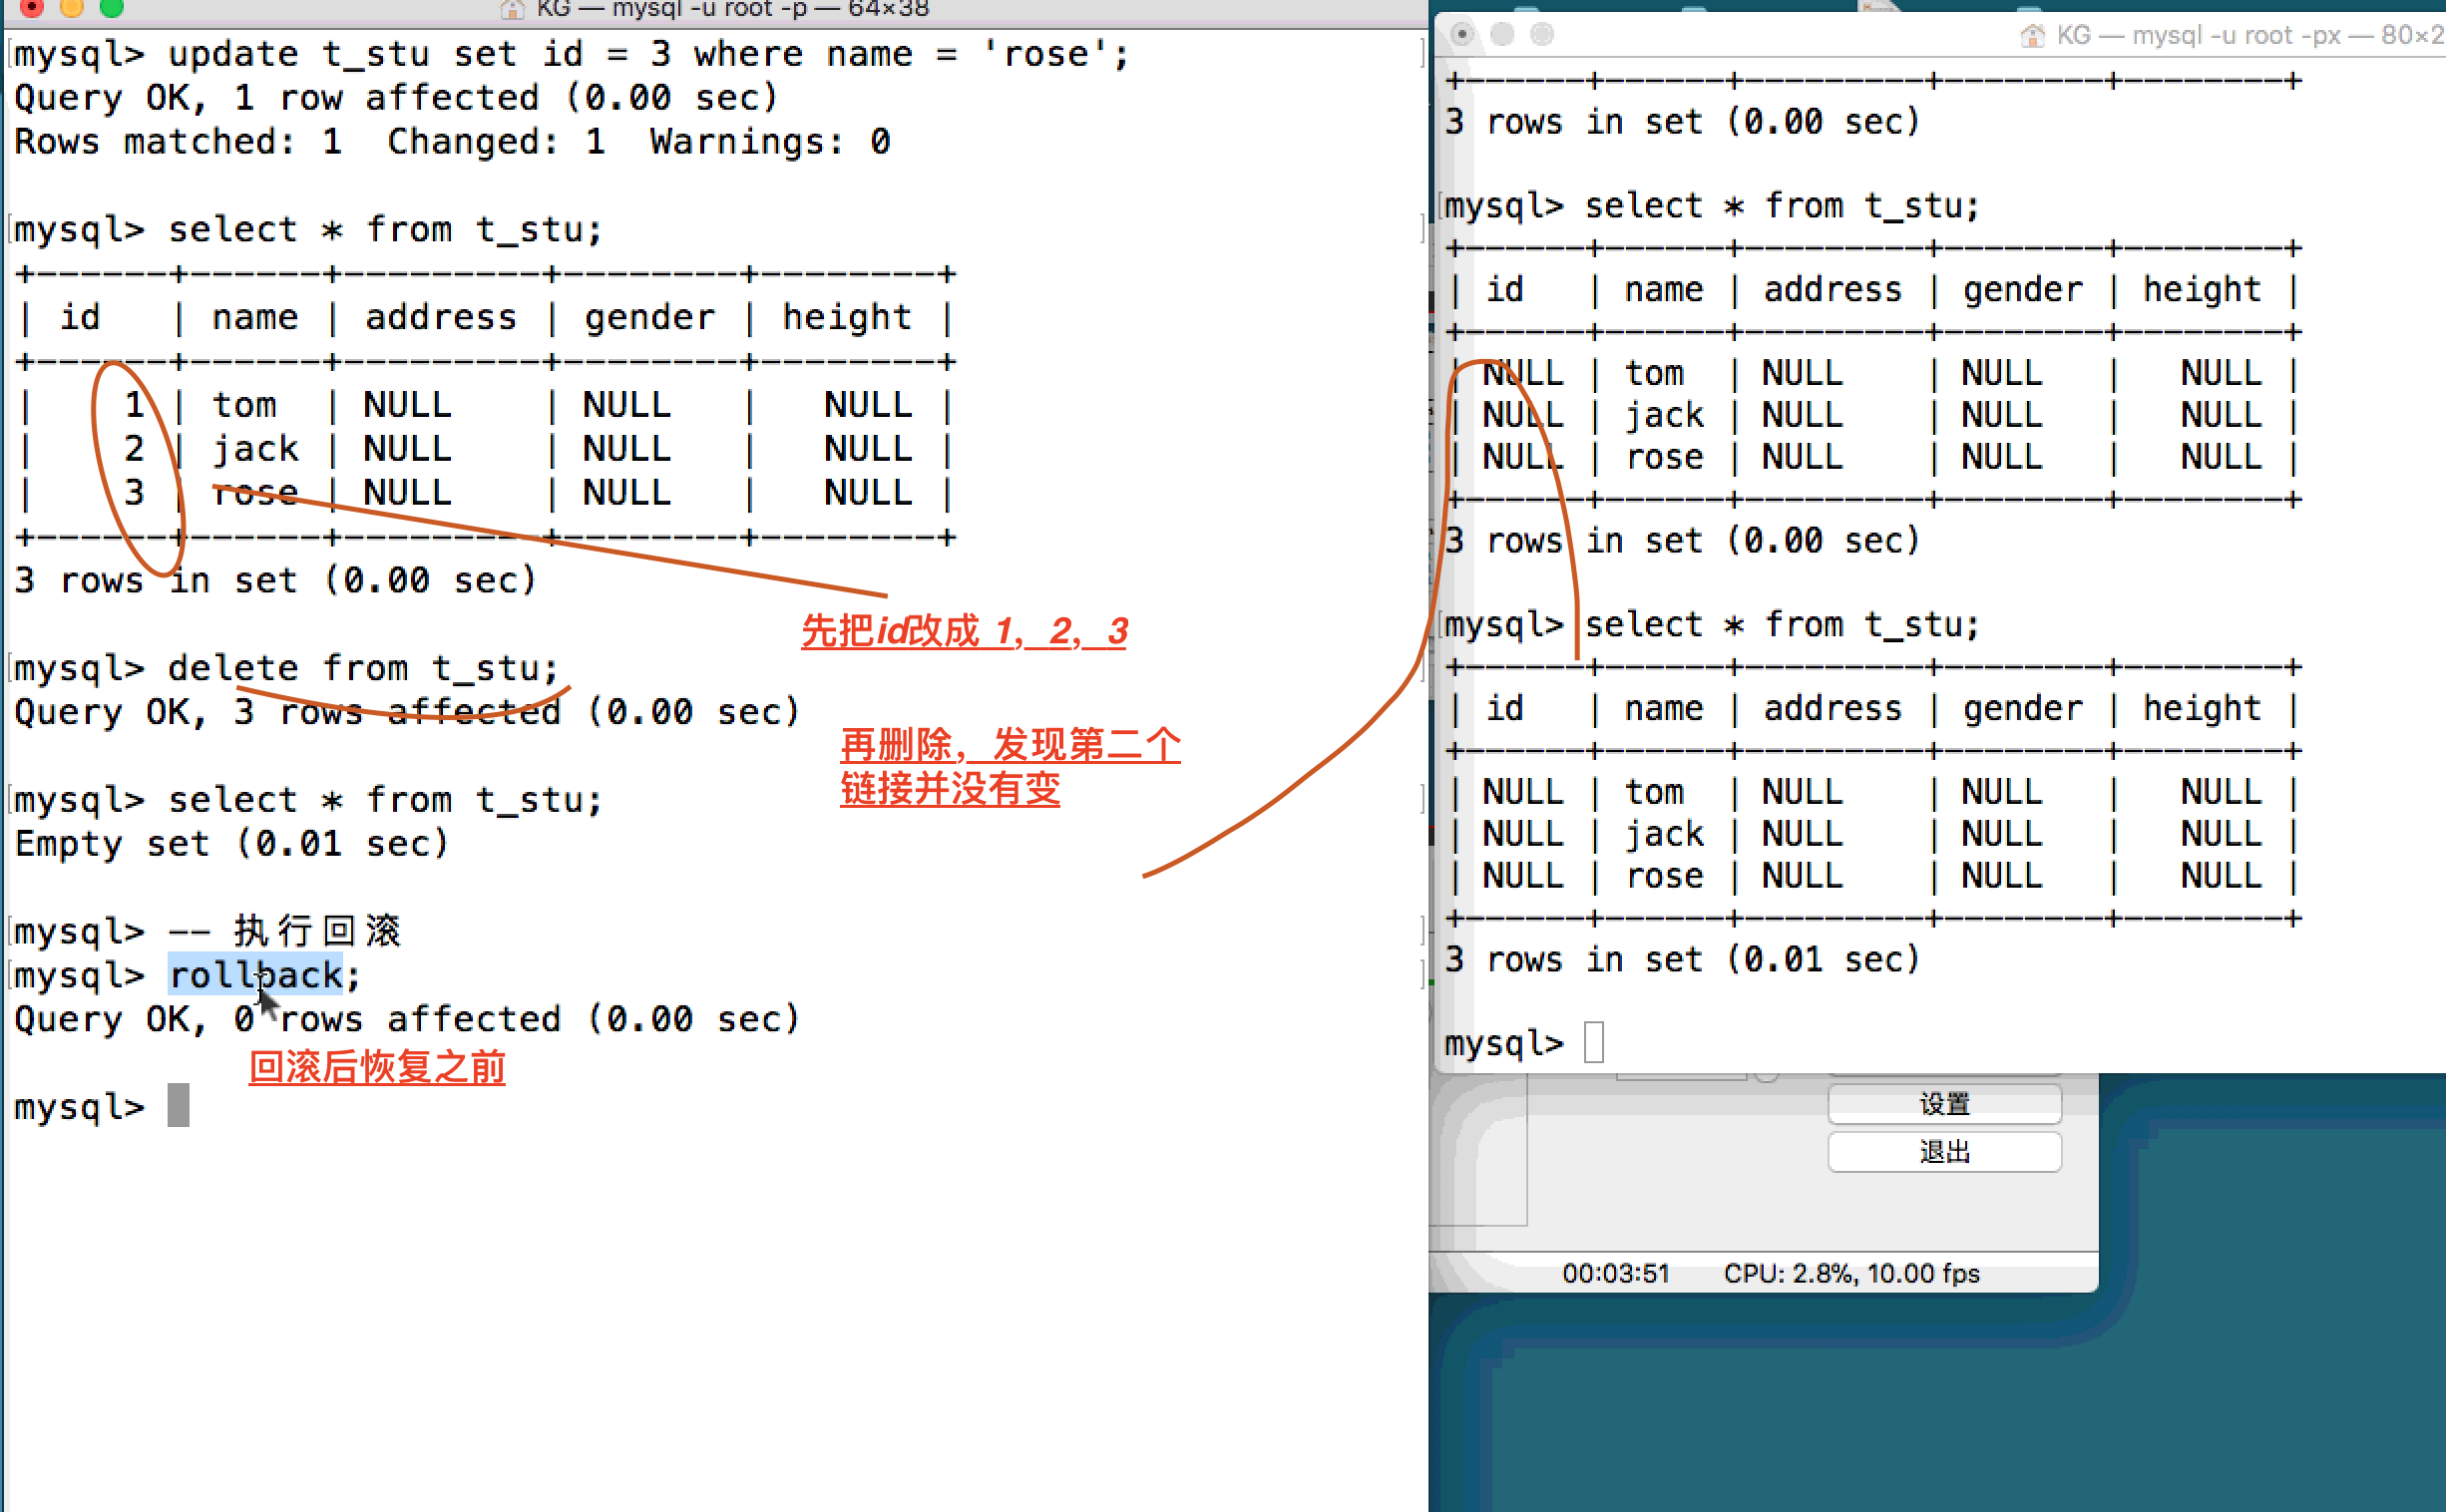 KG — mysql -u root -p — 64×38
mysql> update t_stu set id = 3 where name = 'rose';
Query OK, 1 row affected (0.00 sec)
Rows matched: 1  Changed: 1  Warnings: 0
mysql> select * from t_stu;
+------+------+---------+--------+--------+
| id   | name | address | gender | height |
+------+------+---------+--------+--------+
|    1 | tom  | NULL    | NULL   |   NULL |
|    2 | jack | NULL    | NULL   |   NULL |
|    3 | rose | NULL    | NULL   |   NULL |
+------+------+---------+--------+--------+
3 rows in set (0.00 sec)
先把id改成 1，2，3
mysql> delete from t_stu;
Query OK, 3 rows affected (0.00 sec)
再删除，发现第二个
链接并没有变
mysql> select * from t_stu;
Empty set (0.01 sec)
mysql> -- 执行回滚
mysql> rollback;
Query OK, 0 rows affected (0.00 sec)
回滚后恢复之前
mysql>
KG — mysql -u root -px — 80×2
+------+------+---------+--------+--------+
3 rows in set (0.00 sec)
mysql> select * from t_stu;
+------+------+---------+--------+--------+
| id   | name | address | gender | height |
+------+------+---------+--------+--------+
| NULL | tom  | NULL    | NULL   |   NULL |
| NULL | jack | NULL    | NULL   |   NULL |
| NULL | rose | NULL    | NULL   |   NULL |
+------+------+---------+--------+--------+
3 rows in set (0.00 sec)
mysql> select * from t_stu;
+------+------+---------+--------+--------+
| id   | name | address | gender | height |
+------+------+---------+--------+--------+
| NULL | tom  | NULL    | NULL   |   NULL |
| NULL | jack | NULL    | NULL   |   NULL |
| NULL | rose | NULL    | NULL   |   NULL |
+------+------+---------+--------+--------+
3 rows in set (0.01 sec)
mysql>
设置
退出
00:03:51  CPU: 2.8%, 10.00 fps